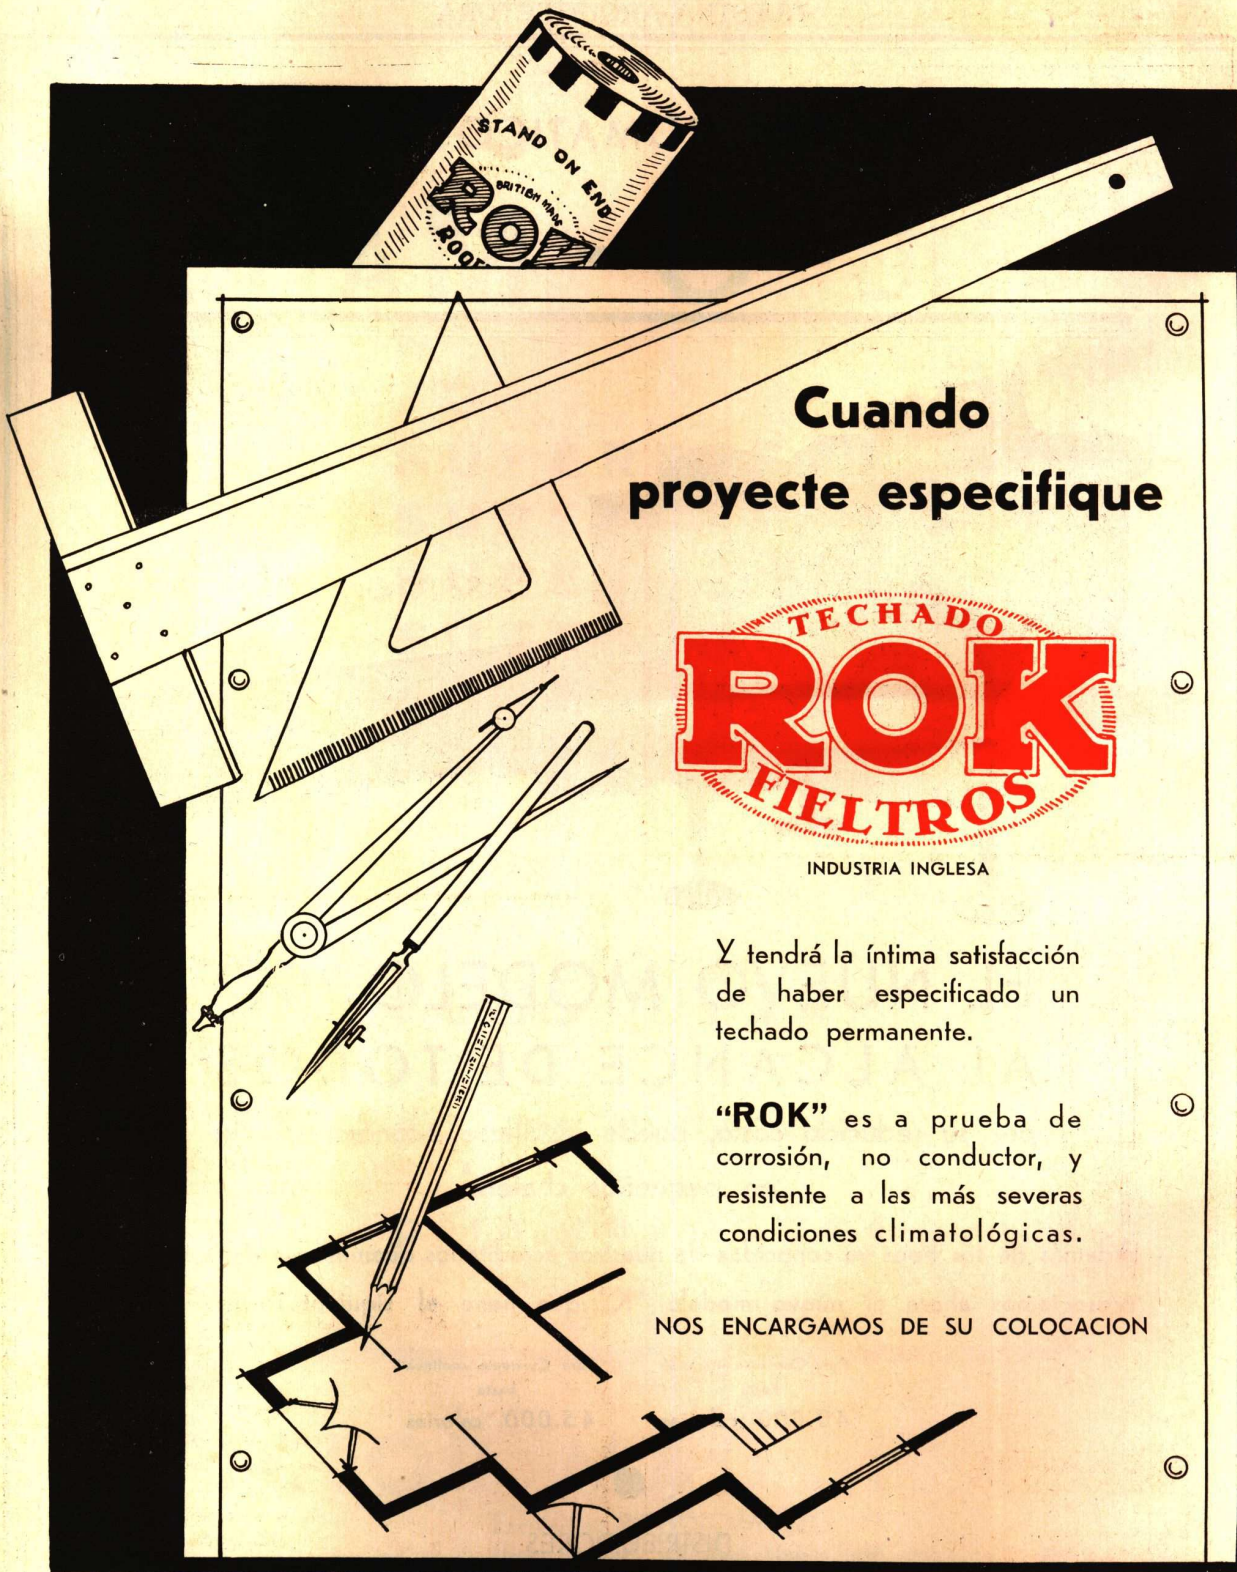 STAND ON END
BRITISH MADE
ROK
Cuando
proyecte especifique
TECHADO
ROK
FIELTROS
INDUSTRIA INGLESA
Y tendrá la íntima satisfacción
de haber especificado un
techado permanente.
“ROK” es a prueba de
corrosión, no conductor, y
resistente a las más severas
condiciones climatológicas.
NOS ENCARGAMOS DE SU COLOCACION